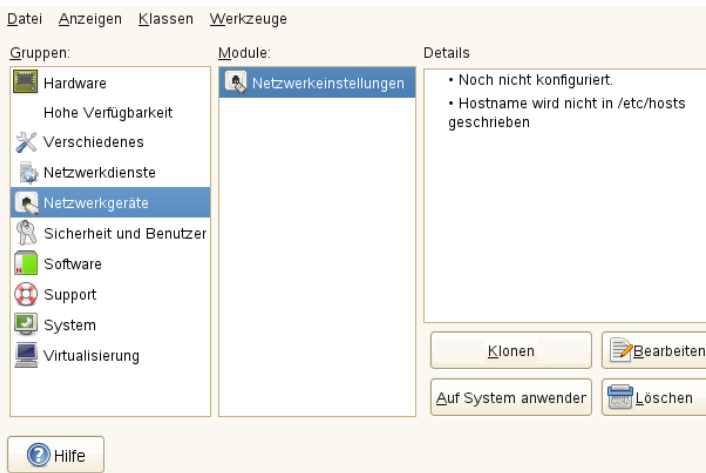 Datei Anzeigen Klassen Werkzeuge
Gruppen:
Hardware
Hohe Verfügbarkeit
Verschiedenes
Netzwerkdienste
Netzwerkgeräte
Sicherheit und Benutzer
Software
Support
System
Virtualisierung
Module:
Netzwerkeinstellungen
Details
• Noch nicht konfiguriert.
• Hostname wird nicht in /etc/hosts
geschrieben
Klonen
Bearbeiten
Auf System anwender
Löschen
Hilfe